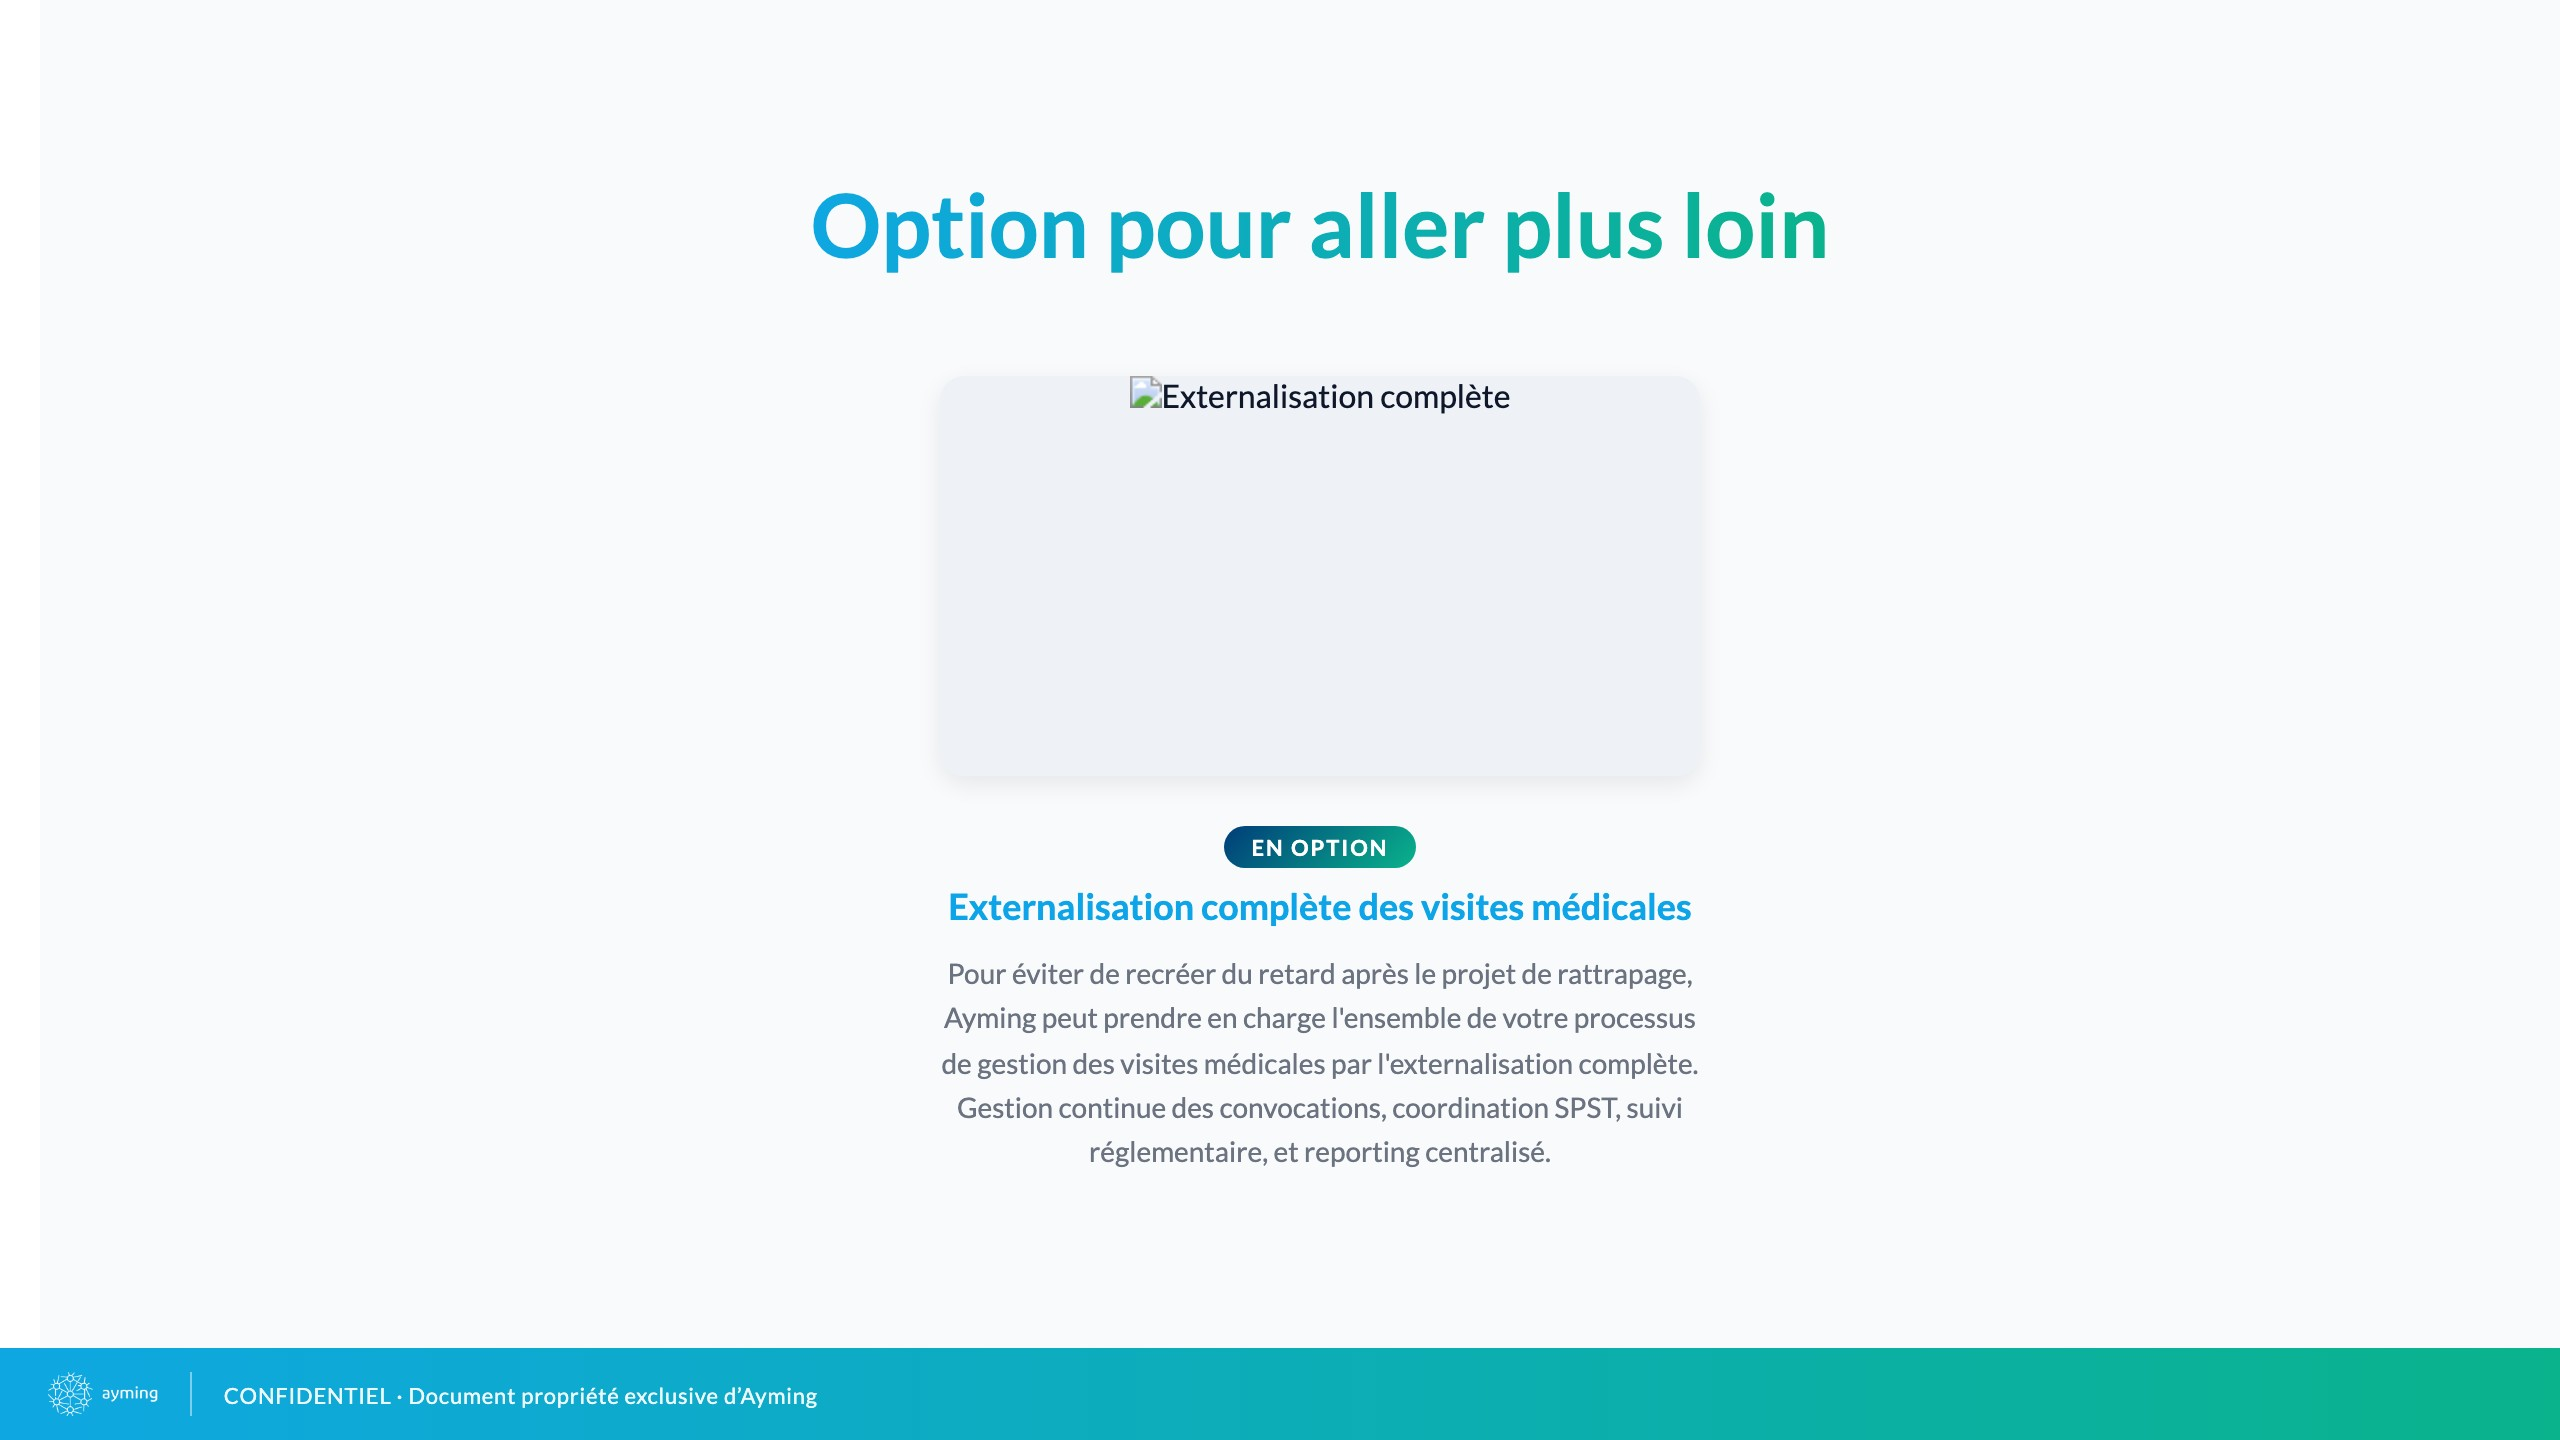 Option pour aller plus loin
Externalisation complète
EN OPTION
Externalisation complète des visites médicales
Pour éviter de recréer du retard après le projet de rattrapage,
Ayming peut prendre en charge l'ensemble de votre processus
de gestion des visites médicales par l'externalisation complète.
Gestion continue des convocations, coordination SPST, suivi
réglementaire, et reporting centralisé.
ayming
CONFIDENTIEL · Document propriété exclusive d’Ayming